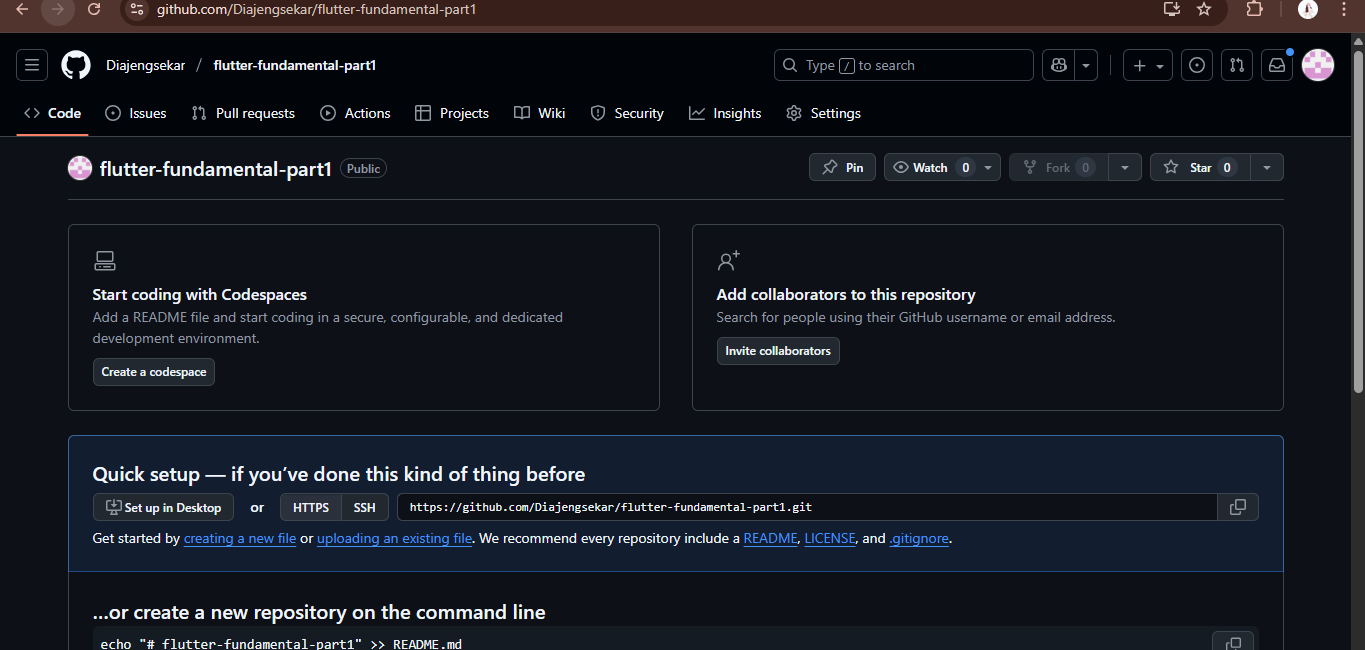 github.com/Diajengsekar/flutter-fundamental-part1
Diajengsekar / flutter-fundamental-part1
Type / to search
Code Issues Pull requests Actions Projects Wiki Security Insights Settings
flutter-fundamental-part1 Public
Pin Watch 0 Fork 0 Star 0
Start coding with Codespaces
Add a README file and start coding in a secure, configurable, and dedicated
development environment.
Create a codespace
Add collaborators to this repository
Search for people using their GitHub username or email address.
Invite collaborators
Quick setup — if you’ve done this kind of thing before
Set up in Desktop or HTTPS SSH https://github.com/Diajengsekar/flutter-fundamental-part1.git
Get started by creating a new file or uploading an existing file. We recommend every repository include a README, LICENSE, and .gitignore.
…or create a new repository on the command line
echo "# flutter-fundamental-part1" >> README.md